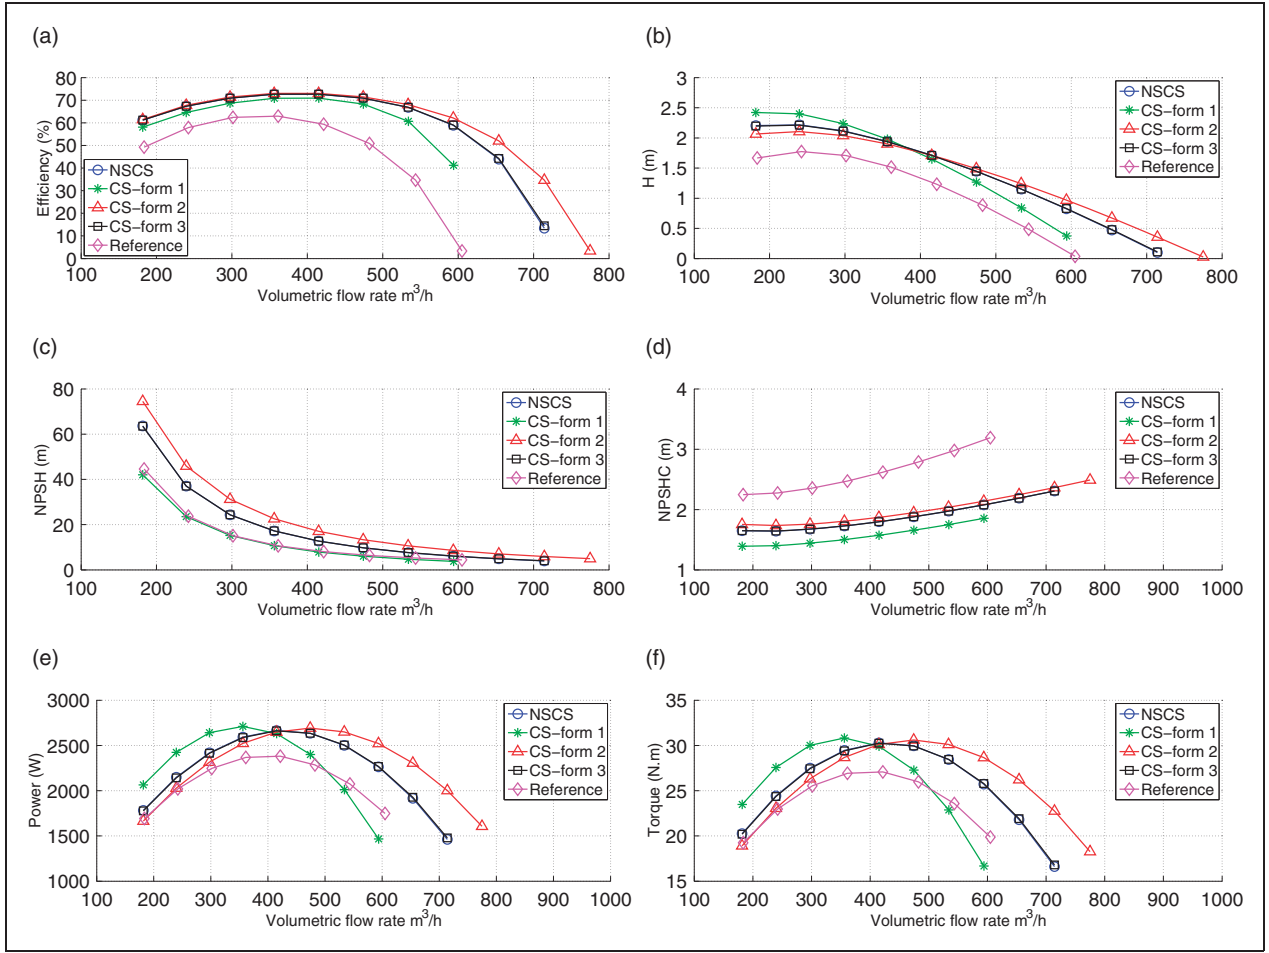 (a)
Efficiency (%)
80
70
60
50
40
30
20
10
0
NSCS
CS-form 1
CS-form 2
CS-form 3
Reference
100 200 300 400 500 600 700 800
Volumetric flow rate m³/h
(b)
H (m)
3
2.5
2
1.5
1
0.5
0
NSCS
CS-form 1
CS-form 2
CS-form 3
Reference
100 200 300 400 500 600 700 800
Volumetric flow rate m³/h
(c)
NPSH (m)
80
60
40
20
0
NSCS
CS-form 1
CS-form 2
CS-form 3
Reference
100 200 300 400 500 600 700 800
Volumetric flow rate m³/h
(d)
NPSHC (m)
4
3
2
1
NSCS
CS-form 1
CS-form 2
CS-form 3
Reference
100 200 300 400 500 600 700 800 900 1000
Volumetric flow rate m³/h
(e)
Power (W)
3000
2500
2000
1500
1000
NSCS
CS-form 1
CS-form 2
CS-form 3
Reference
100 200 300 400 500 600 700 800 900 1000
Volumetric flow rate m³/h
(f)
Torque (N.m)
35
30
25
20
15
NSCS
CS-form 1
CS-form 2
CS-form 3
Reference
100 200 300 400 500 600 700 800 900 1000
Volumetric flow rate m³/h